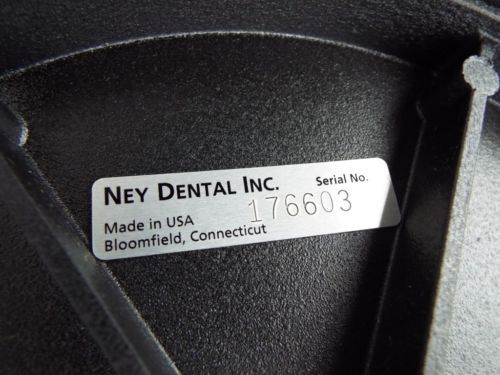 NEY DENTAL INC. Serial No.
176603
Made in USA
Bloomfield, Connecticut